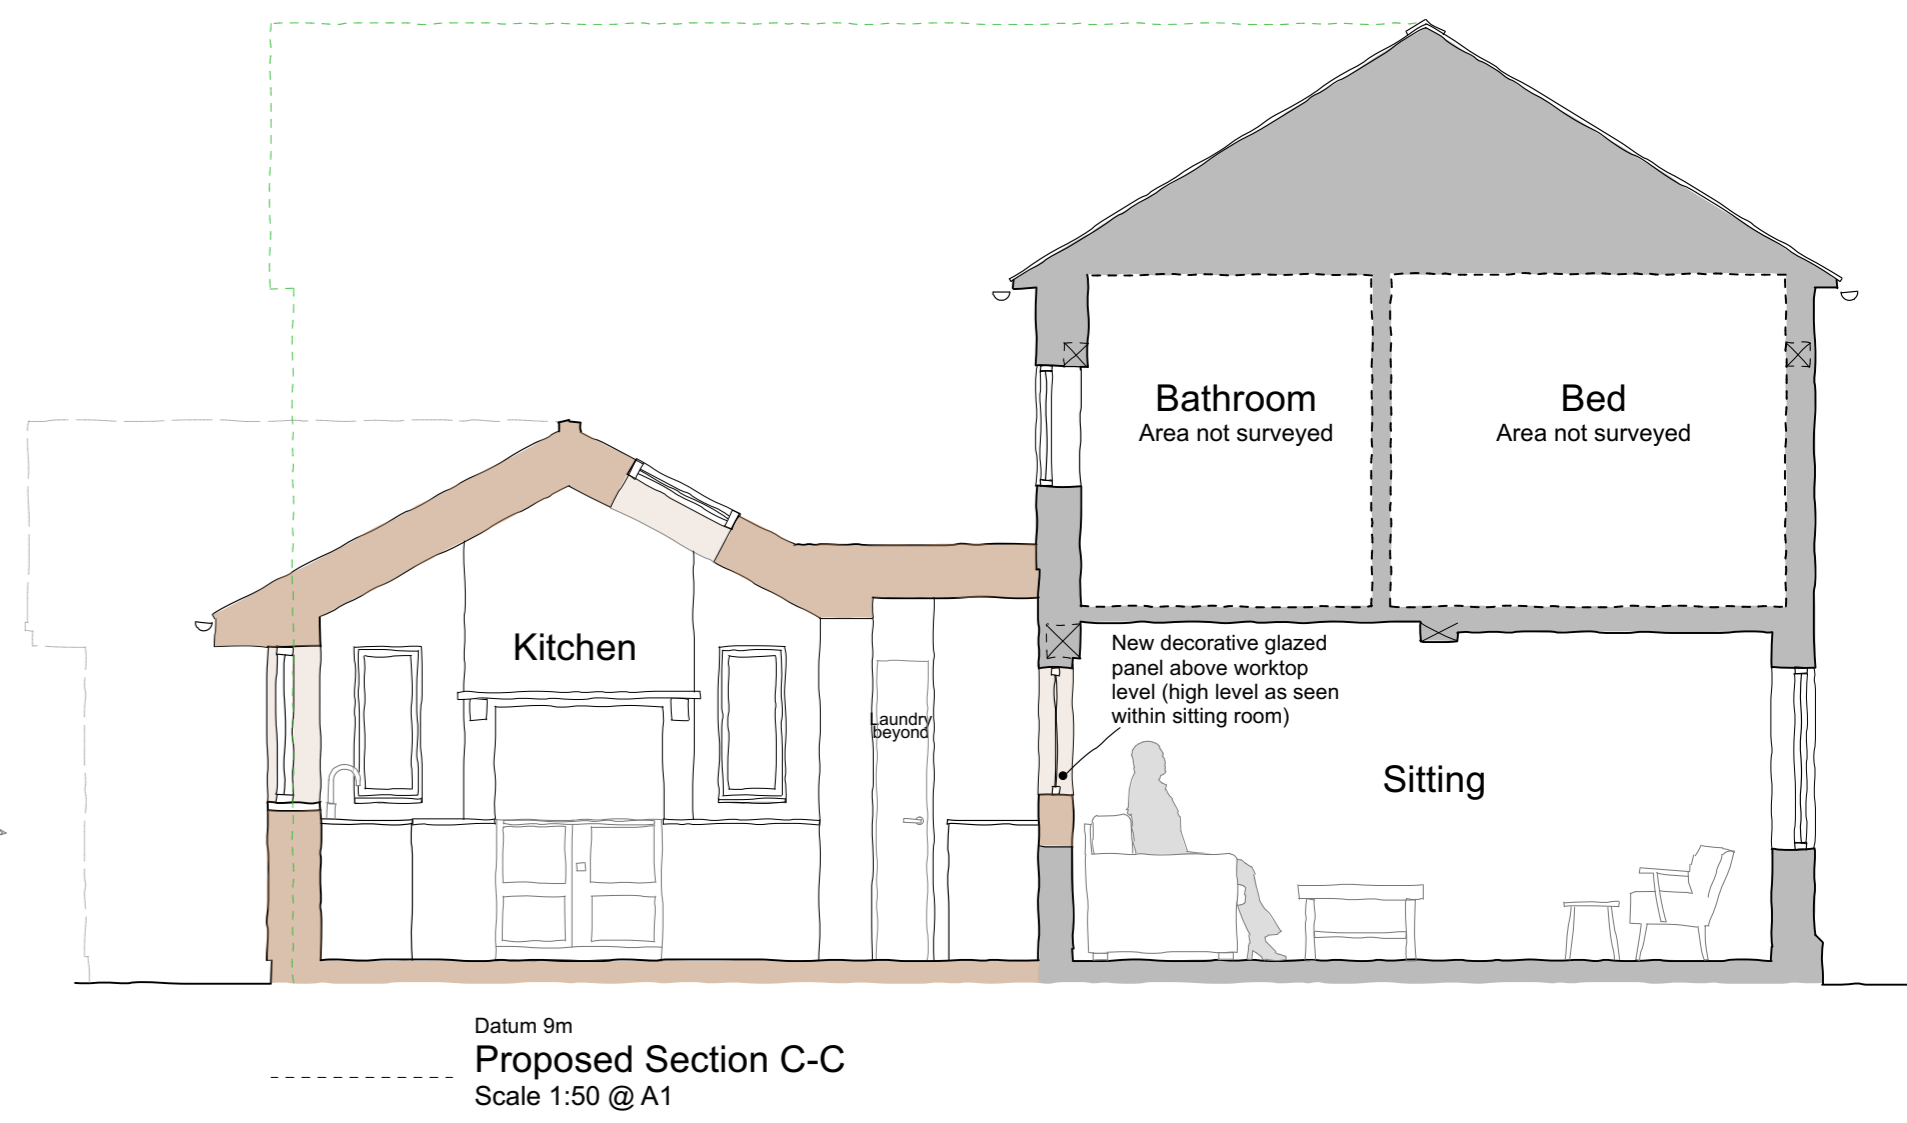 Bathroom
Area not surveyed
Bed
Area not surveyed
Kitchen
New decorative glazed
panel above worktop
level (high level as seen
within sitting room)
Laundry
beyond
Sitting
Datum 9m
Proposed Section C-C
Scale 1:50 @ A1